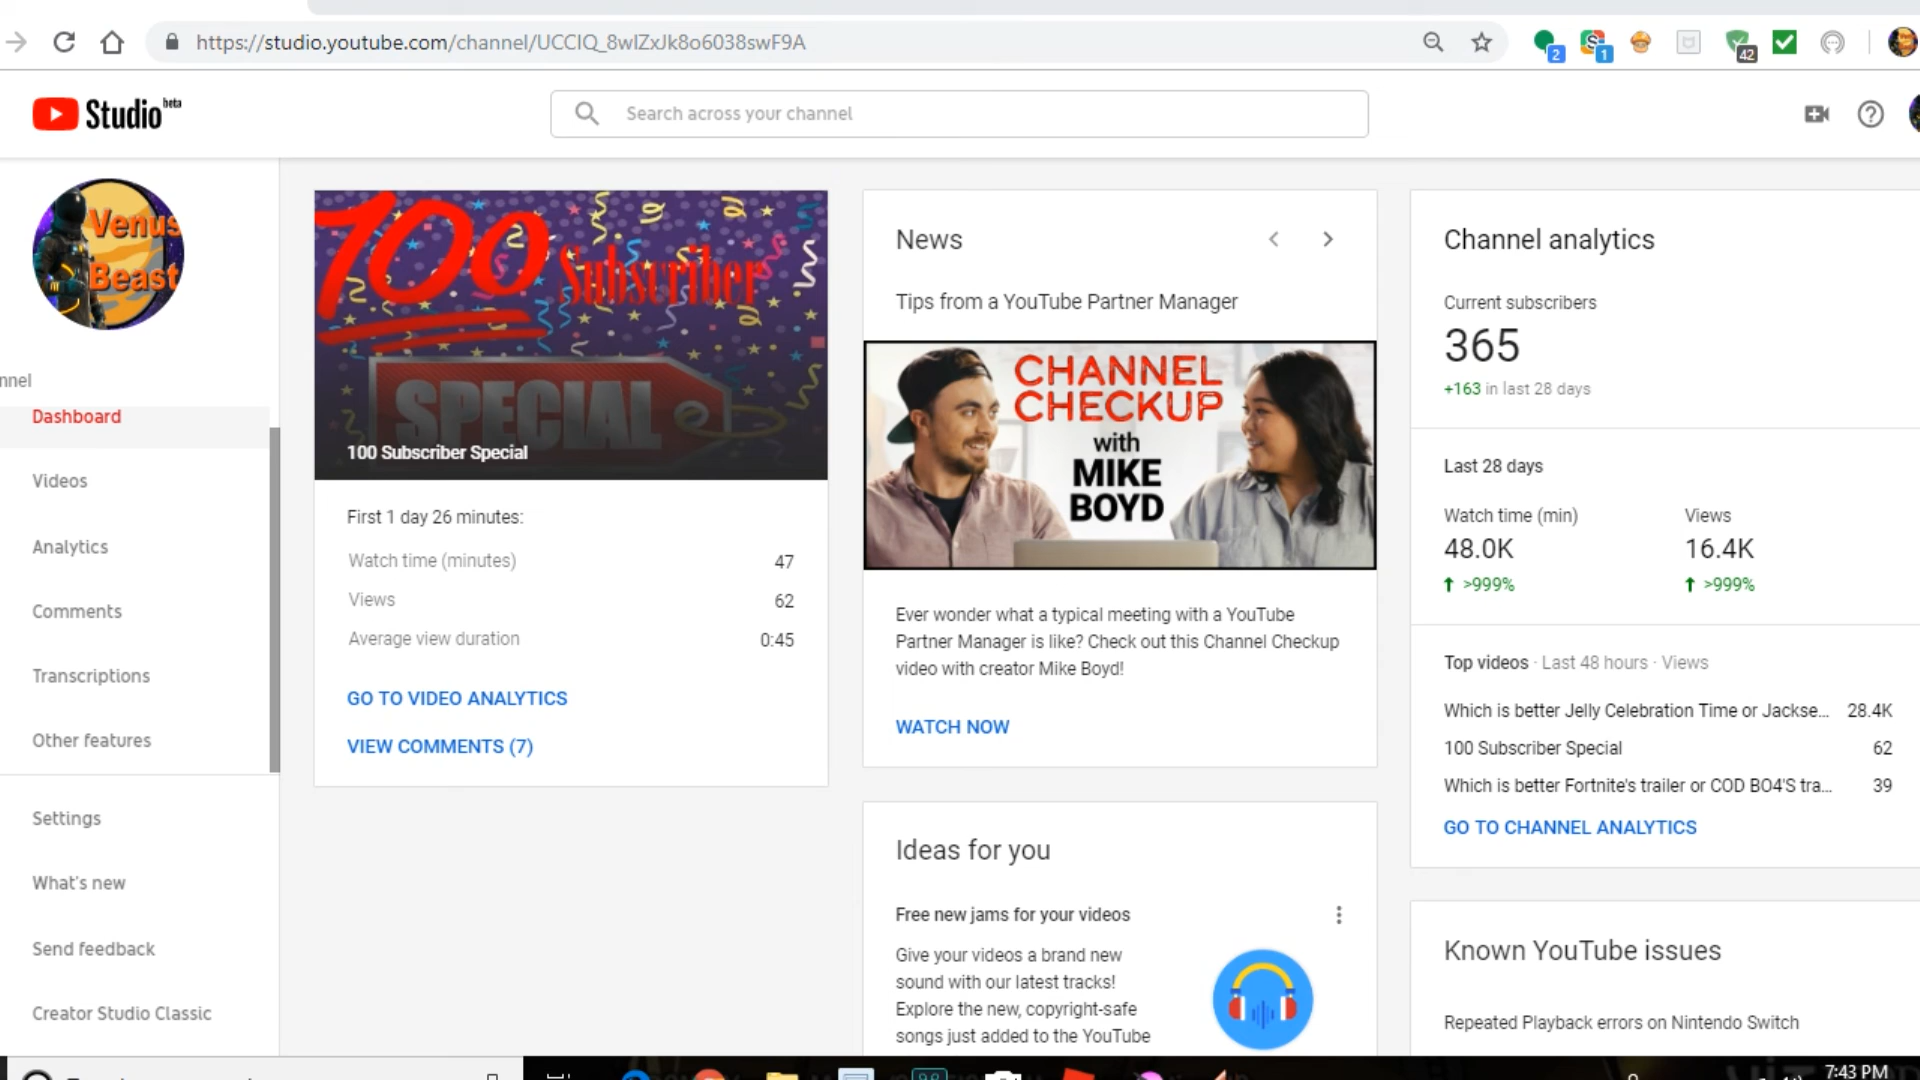 https://studio.youtube.com/channel/UCCIQ_8wlZxJk8o6038swF9A
2
1
42
Studio beta
Search across your channel
Venus
Beast
nnel
Dashboard
Videos
Analytics
Comments
Transcriptions
Other features
Settings
What's new
Send feedback
Creator Studio Classic
100 Subscriber
SPECIAL
100 Subscriber Special
First 1 day 26 minutes:
Watch time (minutes) 47
Views 62
Average view duration 0:45
GO TO VIDEO ANALYTICS
VIEW COMMENTS (7)
News
Tips from a YouTube Partner Manager
CHANNEL
CHECKUP
with
MIKE
BOYD
Ever wonder what a typical meeting with a YouTube
Partner Manager is like? Check out this Channel Checkup
video with creator Mike Boyd!
WATCH NOW
Ideas for you
Free new jams for your videos
Give your videos a brand new
sound with our latest tracks!
Explore the new, copyright-safe
songs just added to the YouTube
Channel analytics
Current subscribers
365
+163 in last 28 days
Last 28 days
Watch time (min) Views
48.0K 16.4K
>999% >999%
Top videos · Last 48 hours · Views
Which is better Jelly Celebration Time or Jackse... 28.4K
100 Subscriber Special 62
Which is better Fortnite's trailer or COD BO4'S tra... 39
GO TO CHANNEL ANALYTICS
Known YouTube issues
Repeated Playback errors on Nintendo Switch
7:43 PM